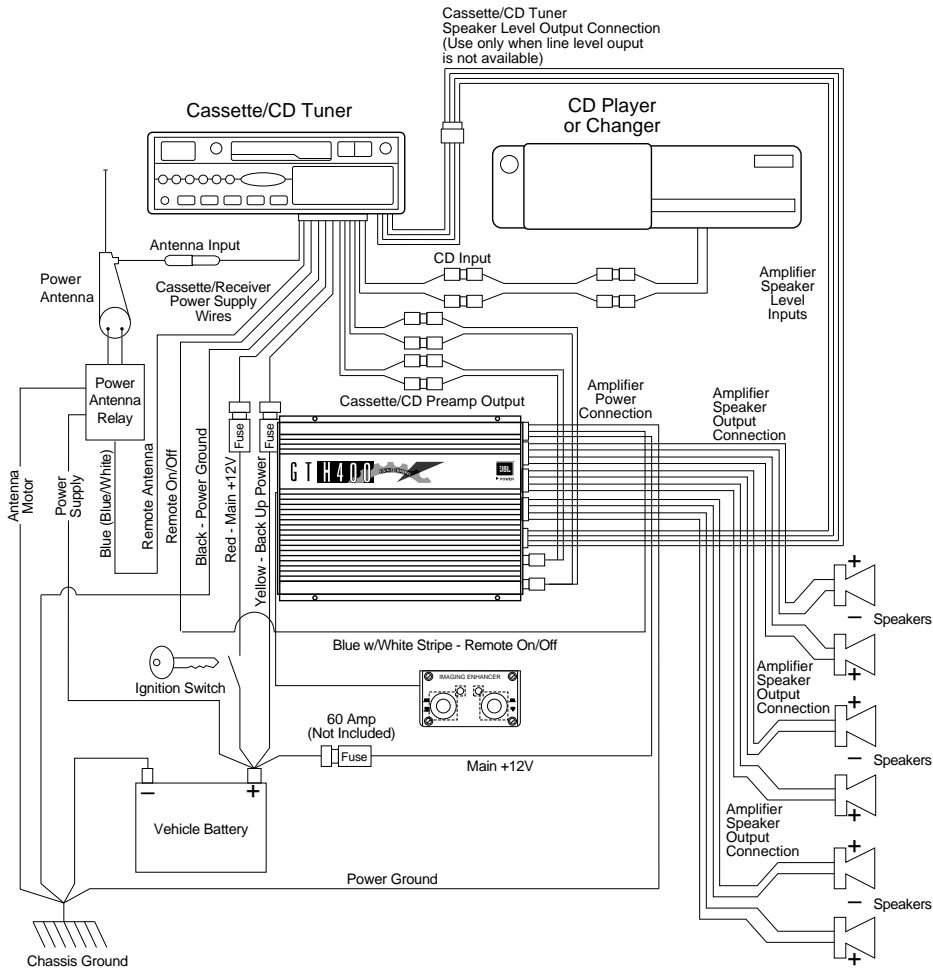 Cassette/CD Tuner
Speaker Level Output Connection
(Use only when line level ouput
is not available)
Cassette/CD Tuner
CD Player
or Changer
Antenna Input
CD Input
Power
Antenna
Cassette/Receiver
Power Supply
Wires
Amplifier
Speaker
Level
Inputs
Power
Antenna
Relay
Cassette/CD Preamp Output
Amplifier
Power
Connection
Amplifier
Speaker
Output
Connection
Fuse
Fuse
Antenna
Motor
Power
Supply
Blue (Blue/White)
Remote Antenna
Remote On/Off
Black - Power Ground
Red - Main +12V
Yellow - Back Up Power
G T H400
JBL
POWER
+
− Speakers
+
Blue w/White Stripe - Remote On/Off
Ignition Switch
IMAGING ENHANCER
Amplifier
Speaker
Output
Connection
60 Amp
(Not Included)
Fuse
Main +12V
+
− Speakers
+
− +
Vehicle Battery
Amplifier
Speaker
Output
Connection
+
− Speakers
+
Power Ground
Chassis Ground